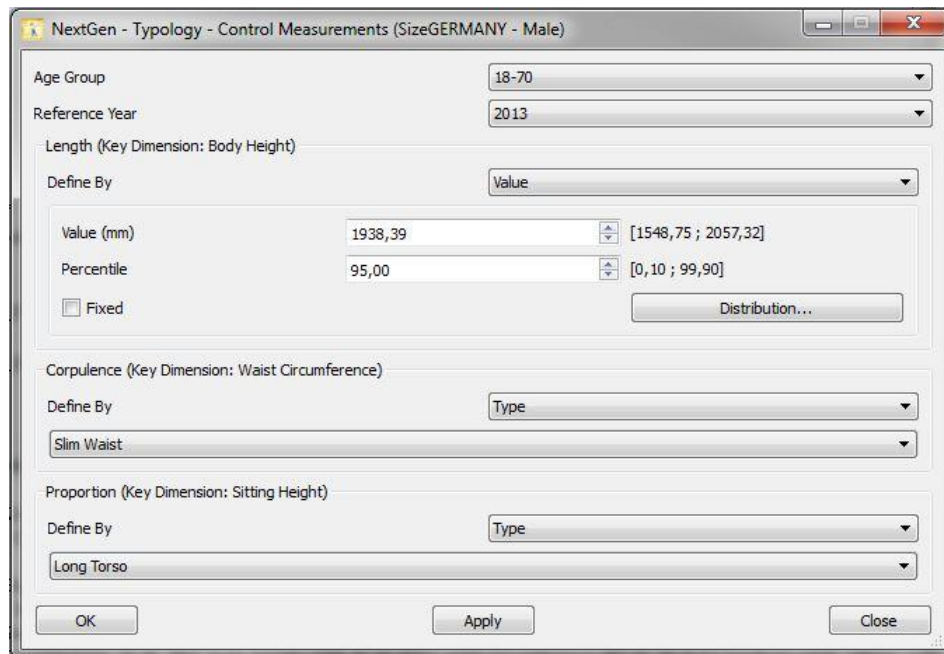 NextGen - Typology - Control Measurements (SizeGERMANY - Male)
Age Group 18-70
Reference Year 2013
Length (Key Dimension: Body Height)
Define By Value
Value (mm) 1938,39 [1548,75 ; 2057,32]
Percentile 95,00 [0,10 ; 99,90]
Fixed Distribution...
Corpulence (Key Dimension: Waist Circumference)
Define By Type
Slim Waist
Proportion (Key Dimension: Sitting Height)
Define By Type
Long Torso
OK Apply Close